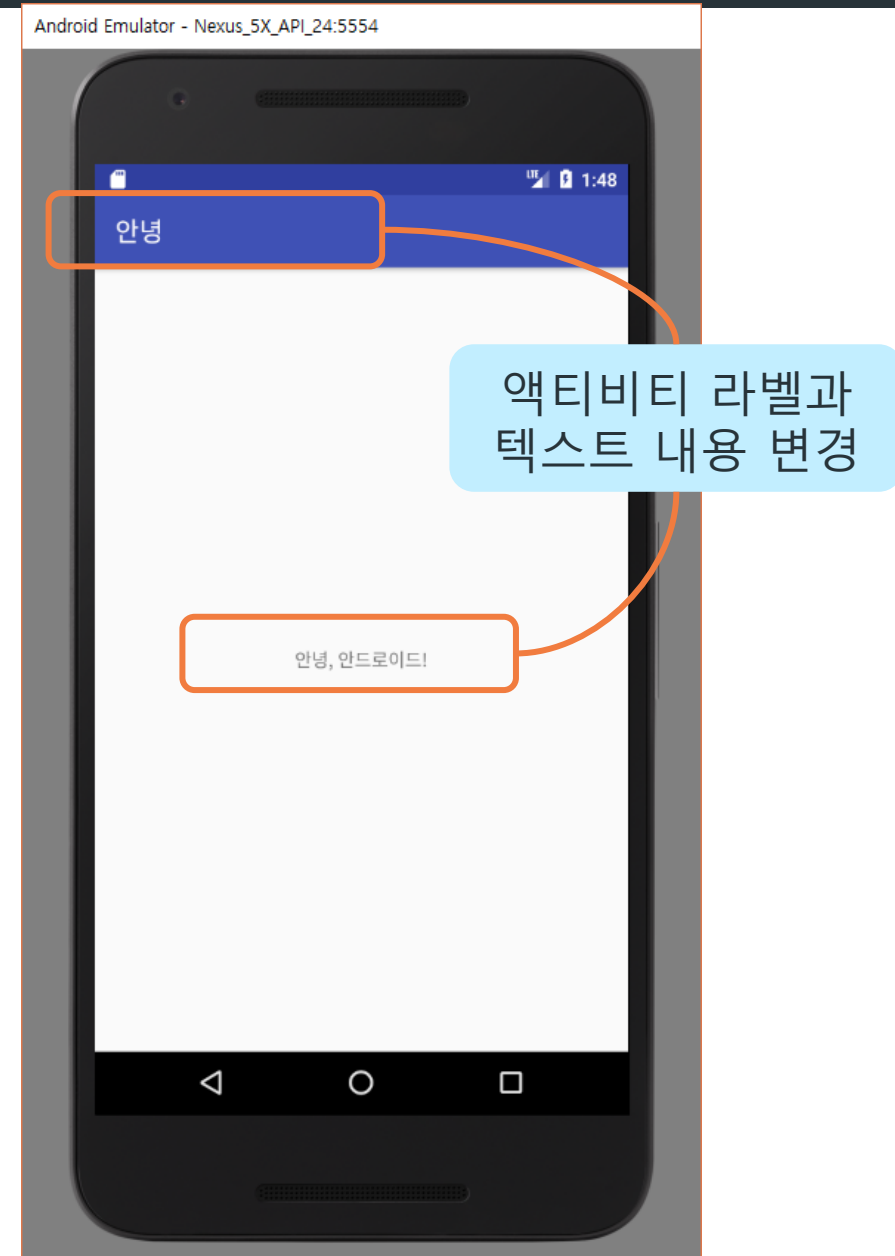 Android Emulator - Nexus_5X_API_24:5554
LTE 1:48
안녕
액티비티 라벨과
텍스트 내용 변경
안녕, 안드로이드!